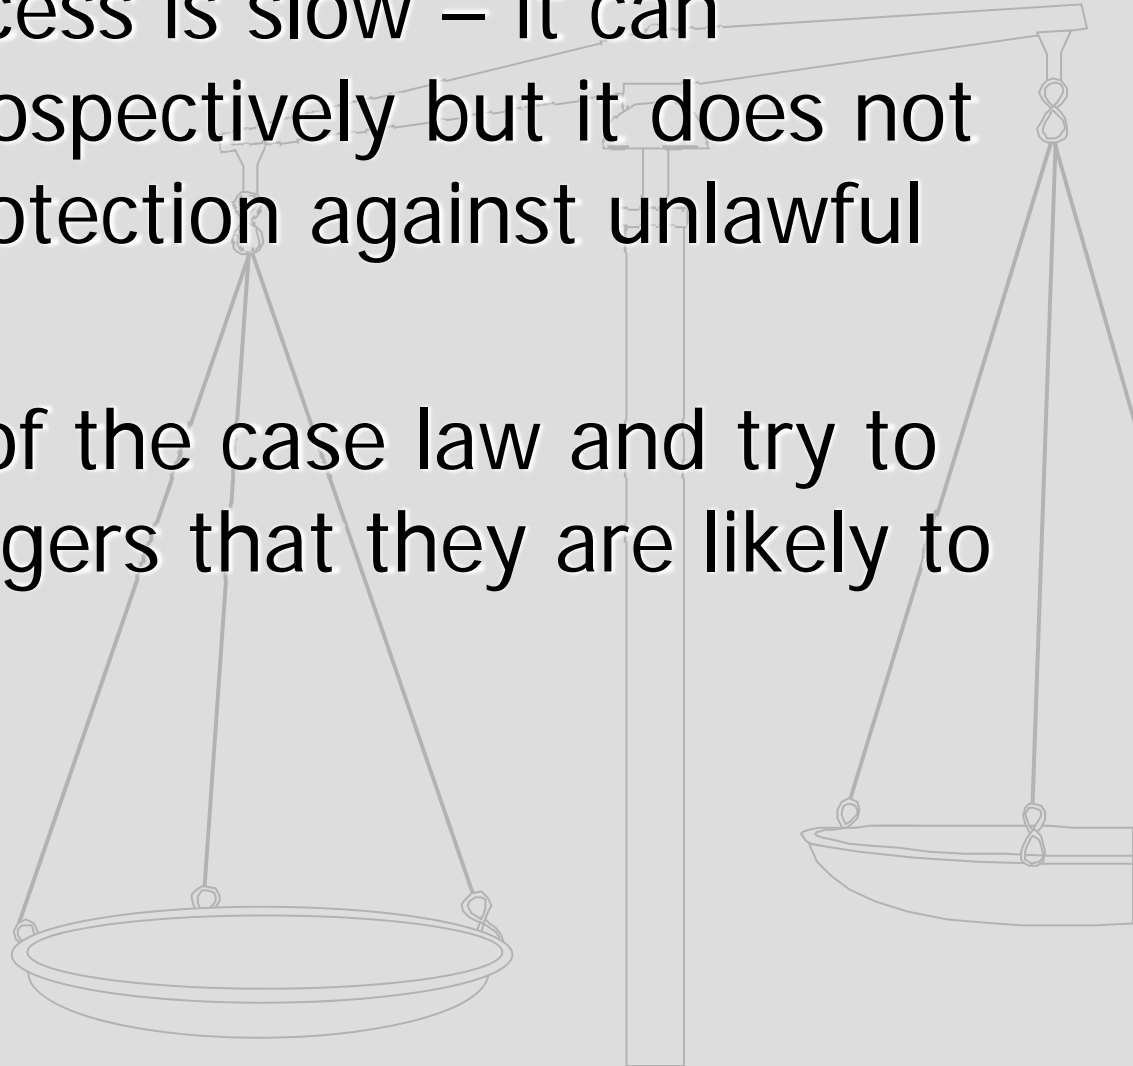 cess is slow – it can
ospectively but it does not
otection against unlawful
of the case law and try to
gers that they are likely to